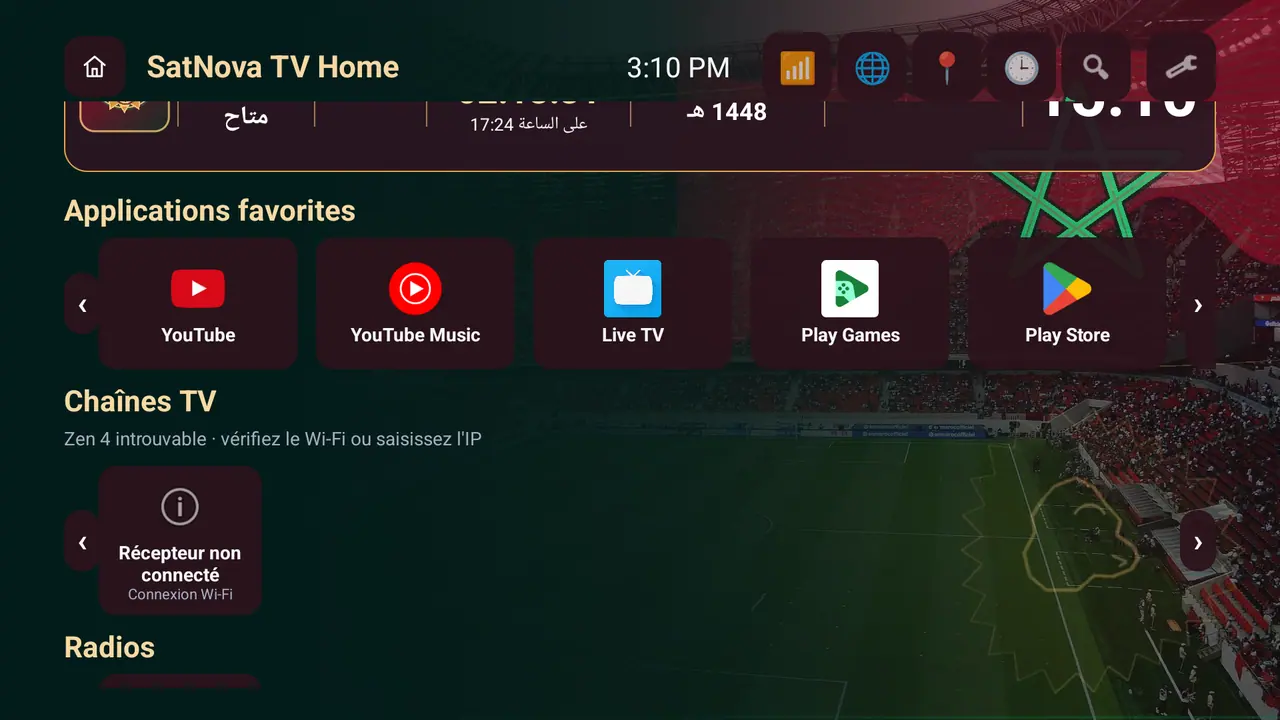 SatNova TV Home
3:10 PM
متاح
على الساعة 17:24
1448 هـ
Applications favorites
YouTube
YouTube Music
Live TV
Play Games
Play Store
Chaînes TV
Zen 4 introuvable · vérifiez le Wi-Fi ou saisissez l'IP
Récepteur non
connecté
Connexion Wi-Fi
Radios